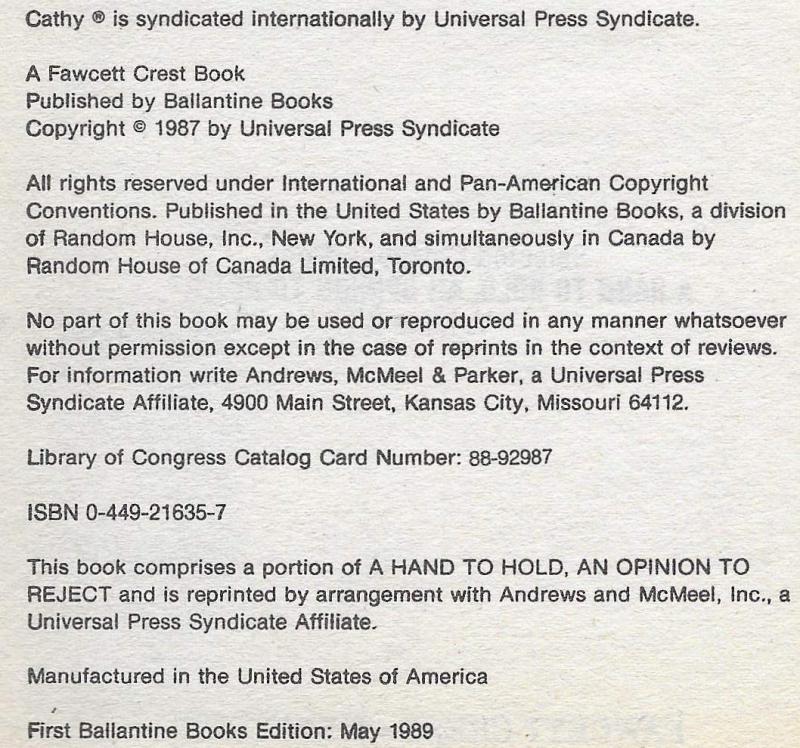 Cathy ® is syndicated internationally by Universal Press Syndicate.
A Fawcett Crest Book
Published by Ballantine Books
Copyright © 1987 by Universal Press Syndicate
All rights reserved under International and Pan-American Copyright
Conventions. Published in the United States by Ballantine Books, a division
of Random House, Inc., New York, and simultaneously in Canada by
Random House of Canada Limited, Toronto.
No part of this book may be used or reproduced in any manner whatsoever
without permission except in the case of reprints in the context of reviews.
For information write Andrews, McMeel & Parker, a Universal Press
Syndicate Affiliate, 4900 Main Street, Kansas City, Missouri 64112.
Library of Congress Catalog Card Number: 88-92987
ISBN 0-449-21635-7
This book comprises a portion of A HAND TO HOLD, AN OPINION TO
REJECT and is reprinted by arrangement with Andrews and McMeel, Inc., a
Universal Press Syndicate Affiliate.
Manufactured in the United States of America
First Ballantine Books Edition: May 1989